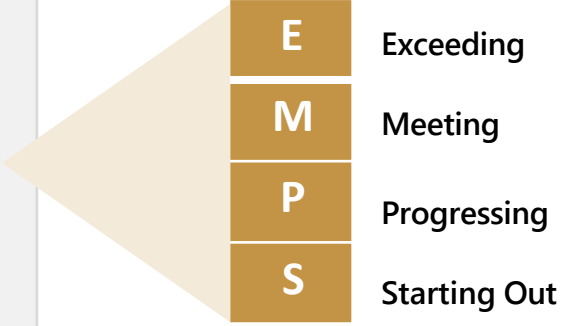 E Exceeding
M Meeting
P Progressing
S Starting Out